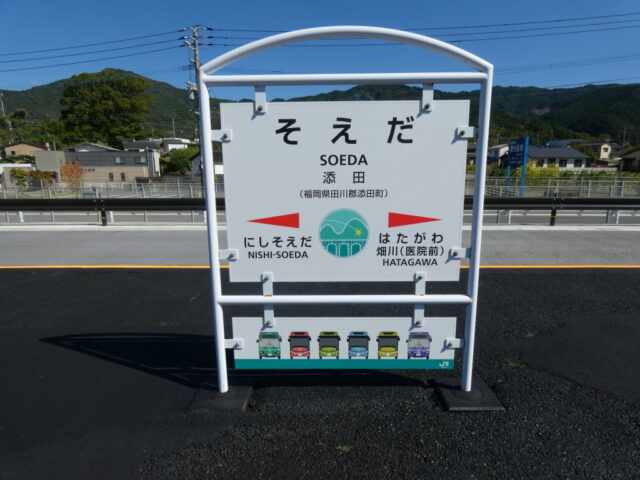 そえだ
SOEDA
添田
(福岡県田川郡添田町)
にしそえだ
NISHI-SOEDA
はたがわ
畑川(医院前)
HATAGAWA
JR